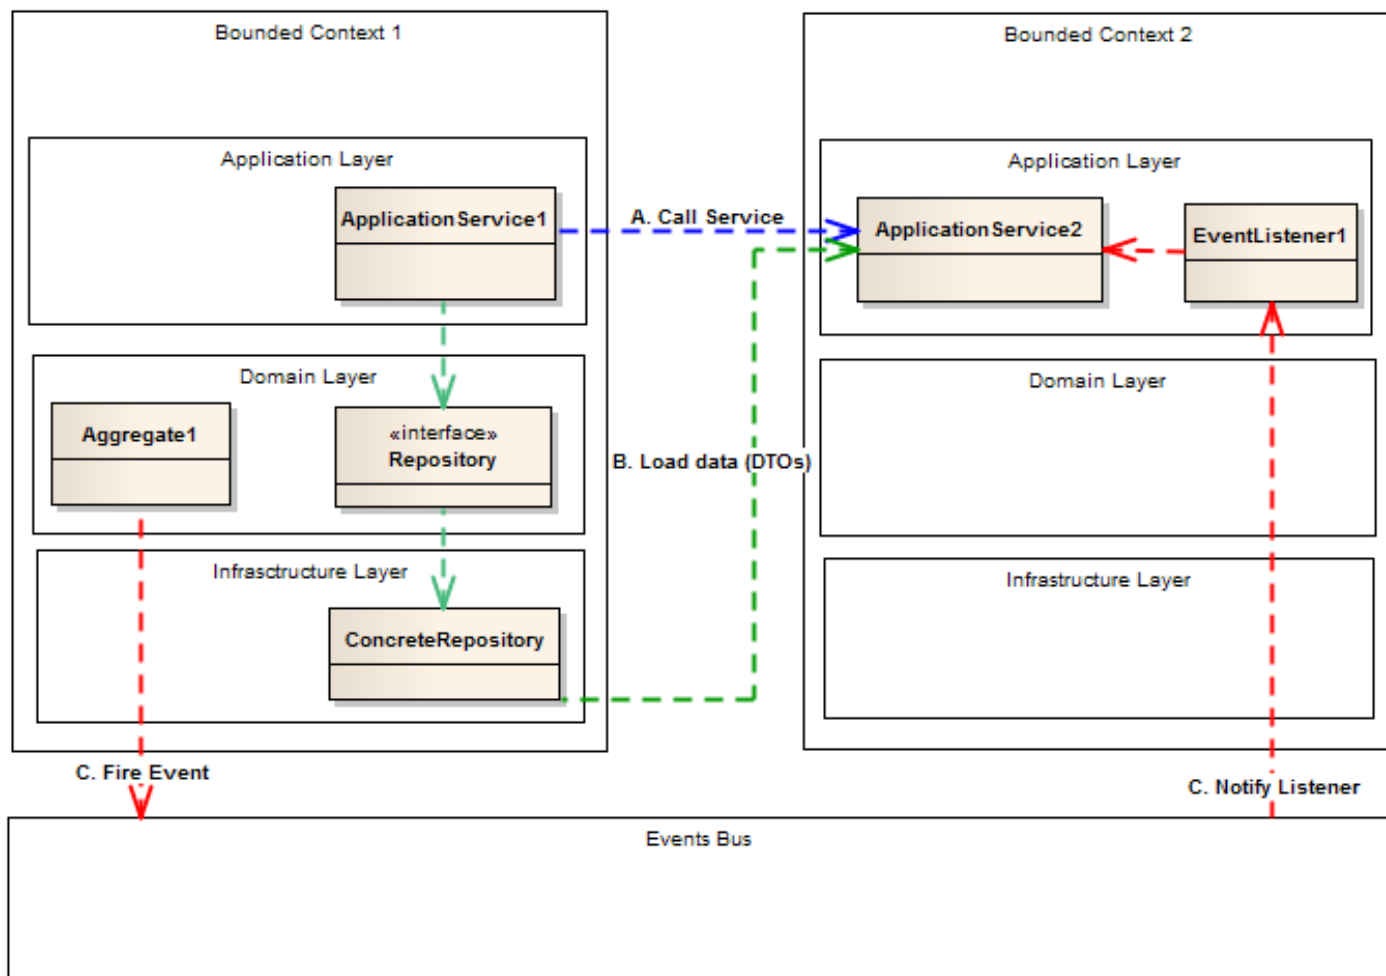 Bounded Context 1
Bounded Context 2
Application Layer
Application Layer
ApplicationService1
A. Call Service
ApplicationService2
EventListener1
Domain Layer
Domain Layer
Aggregate1
«interface»
Repository
B. Load data (DTOs)
Infrasctructure Layer
Infrastructure Layer
ConcreteRepository
C. Fire Event
C. Notify Listener
Events Bus